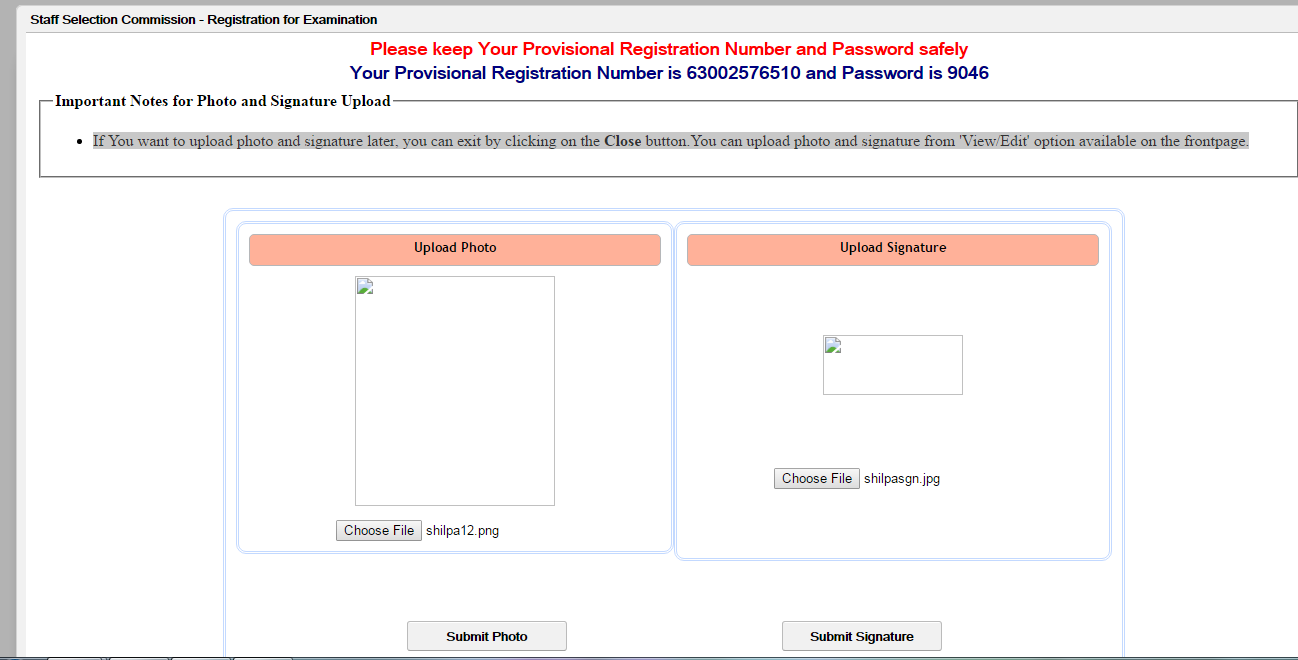 Staff Selection Commission - Registration for Examination
Please keep Your Provisional Registration Number and Password safely
Your Provisional Registration Number is 63002576510 and Password is 9046
Important Notes for Photo and Signature Upload
• If You want to upload photo and signature later, you can exit by clicking on the Close button.You can upload photo and signature from 'View/Edit' option available on the frontpage.
Upload Photo
Upload Signature
Choose File shilpasgn.jpg
Choose File shilpa12.png
Submit Photo
Submit Signature